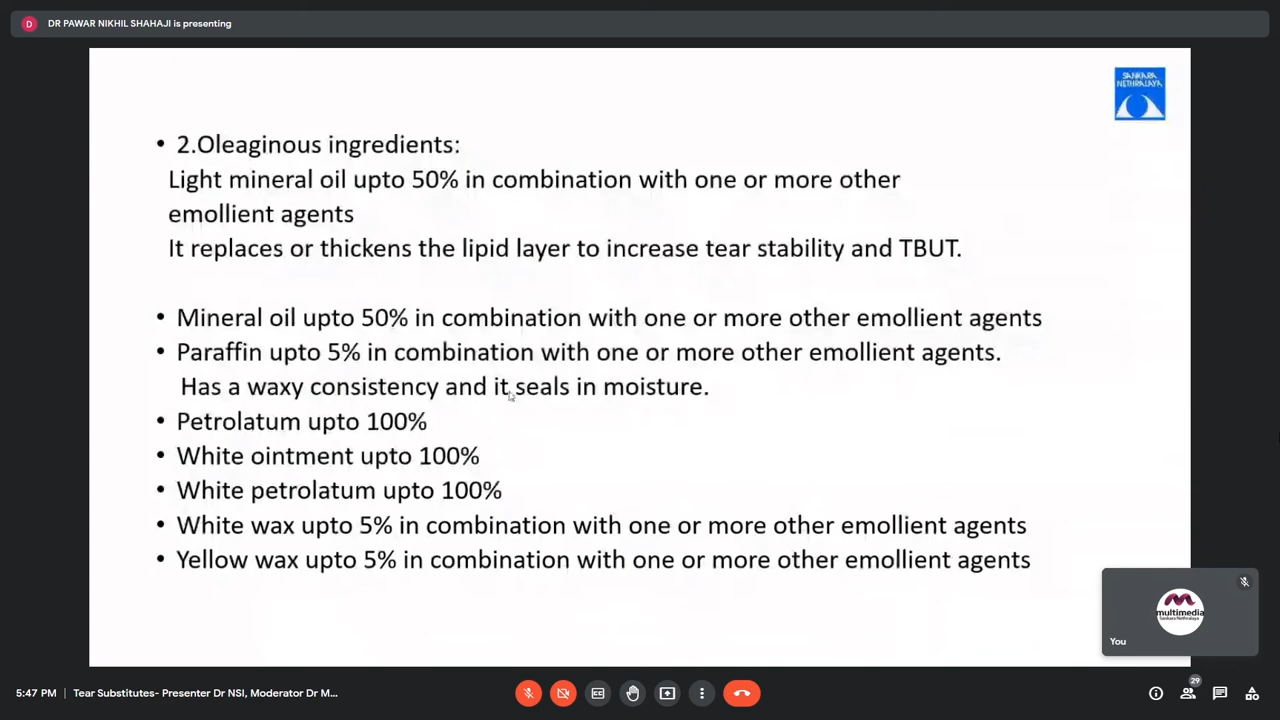 D DR PAWAR NIKHIL SHAHAJI is presenting
SANKARA
NETHRALAYA
• 2.Oleaginous ingredients:
Light mineral oil upto 50% in combination with one or more other
emollient agents
It replaces or thickens the lipid layer to increase tear stability and TBUT.
• Mineral oil upto 50% in combination with one or more other emollient agents
• Paraffin upto 5% in combination with one or more other emollient agents.
Has a waxy consistency and it seals in moisture.
• Petrolatum upto 100%
• White ointment upto 100%
• White petrolatum upto 100%
• White wax upto 5% in combination with one or more other emollient agents
• Yellow wax upto 5% in combination with one or more other emollient agents
multimedia
Sankara Nethralaya
You
5:47 PM | Tear Substitutes- Presenter Dr NSI, Moderator Dr M...
29